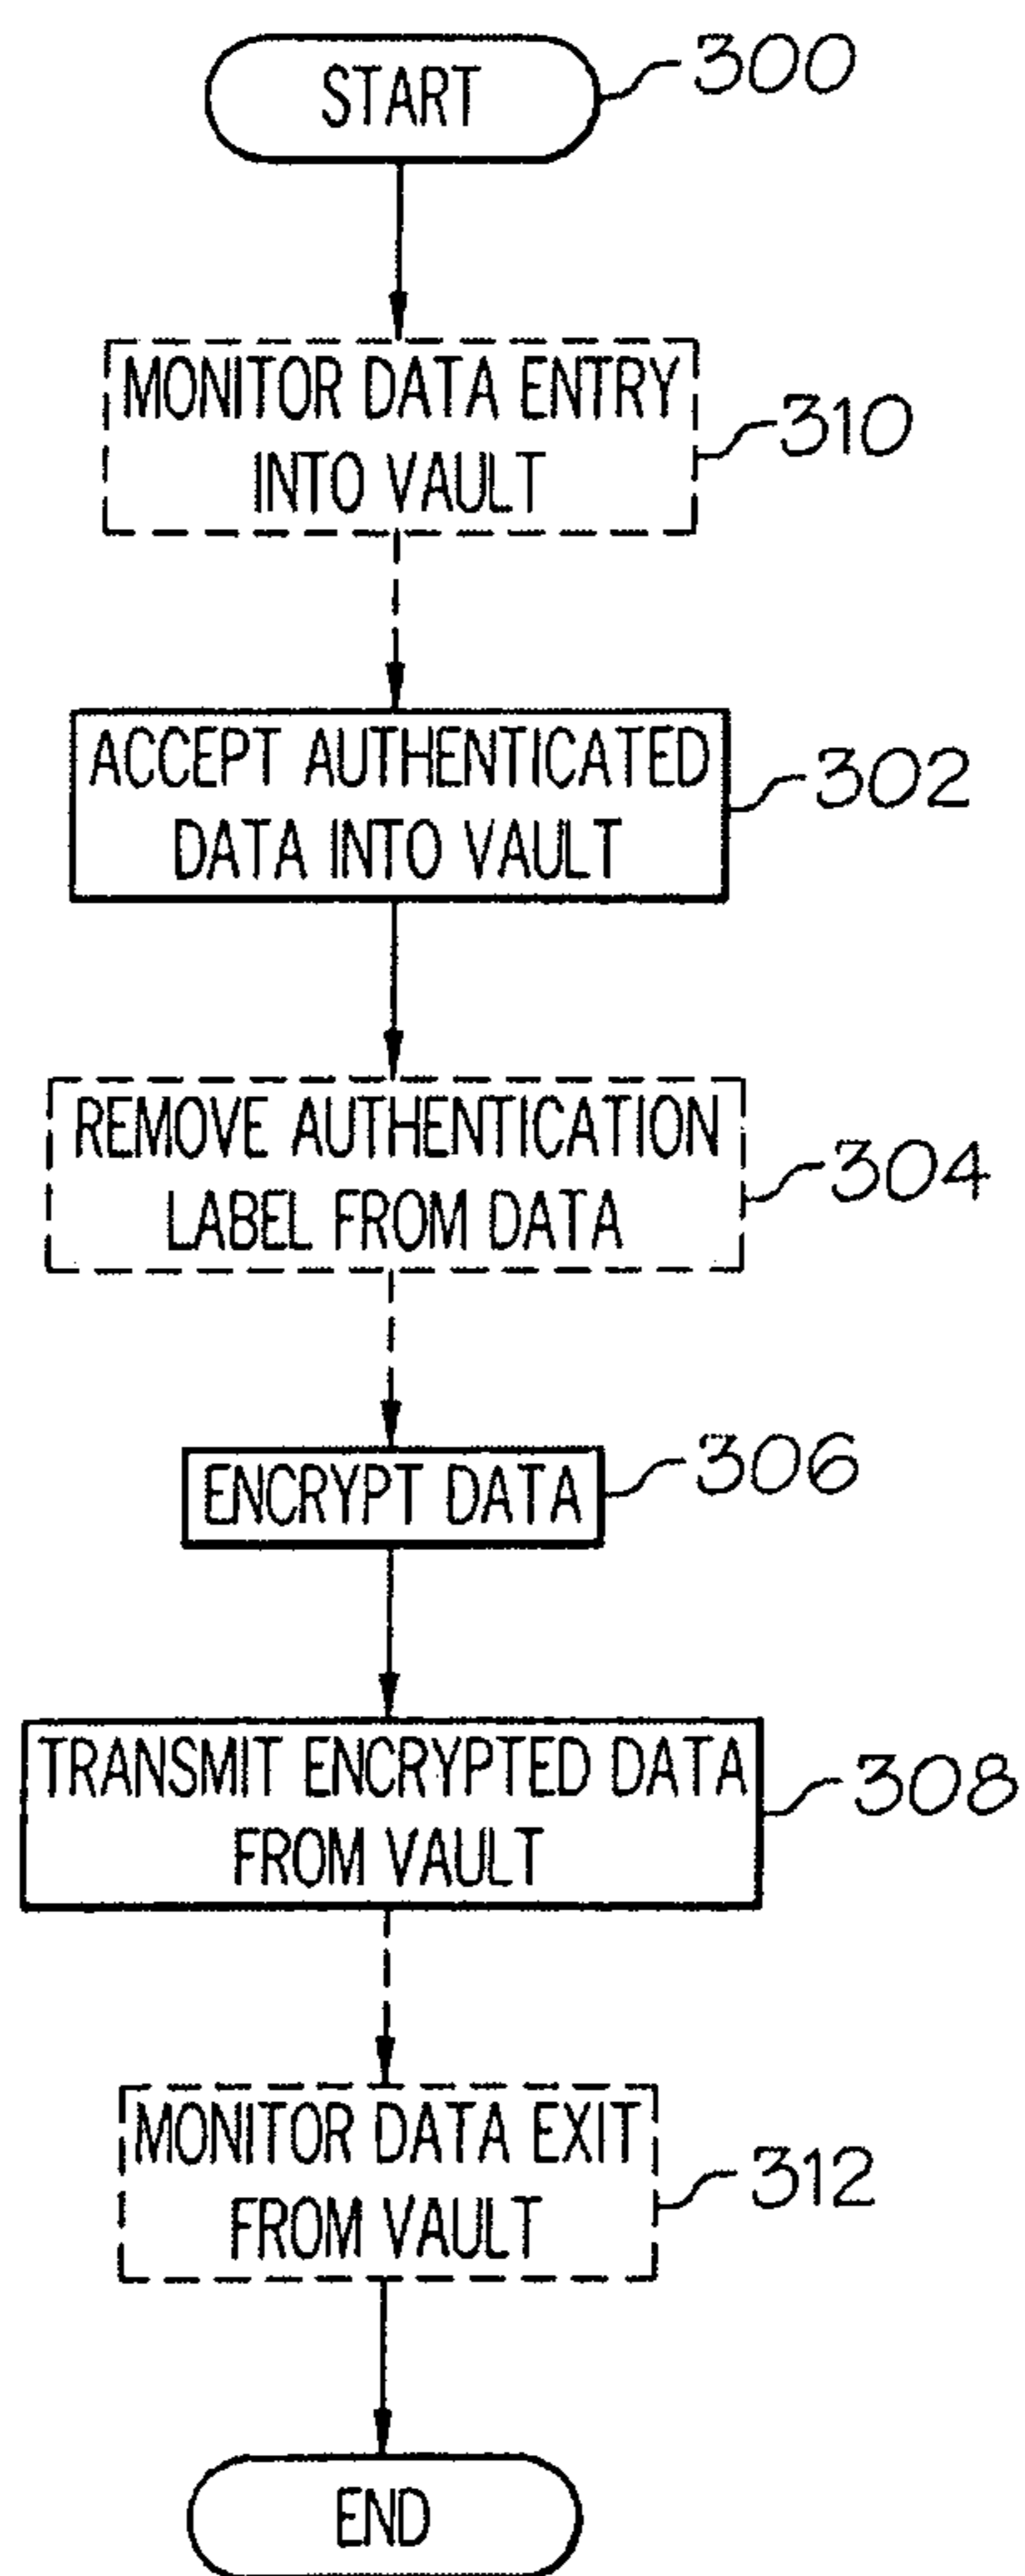 START
300
MONITOR DATA ENTRY
INTO VAULT
310
ACCEPT AUTHENTICATED
DATA INTO VAULT
302
REMOVE AUTHENTICATION
LABEL FROM DATA
304
ENCRYPT DATA
306
TRANSMIT ENCRYPTED DATA
FROM VAULT
308
MONITOR DATA EXIT
FROM VAULT
312
END